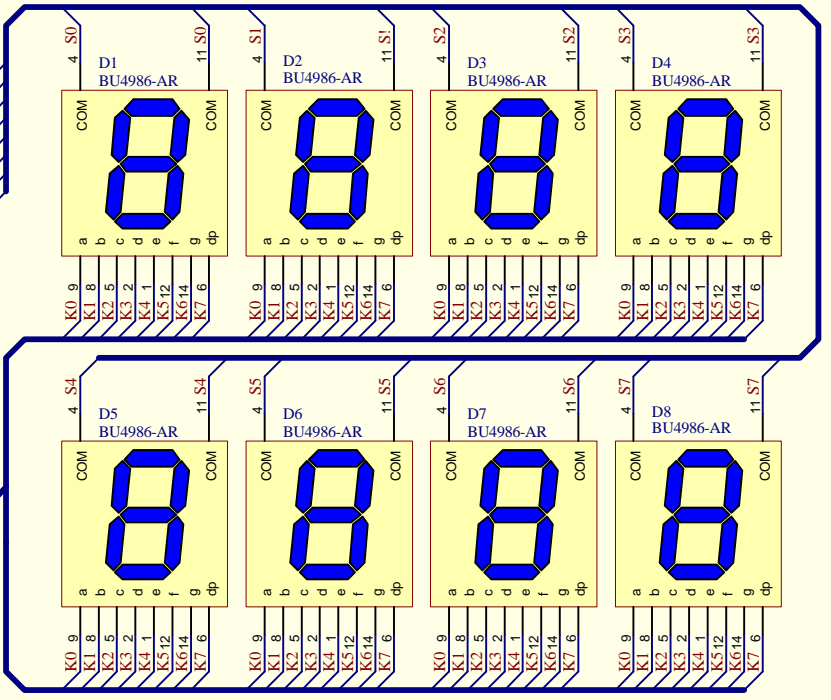 S0 S0 S1 S! S2 S2 S3 S3
4 11 4 11 4 11 4 11
D1 D2 D3 D4
BU4986-AR BU4986-AR BU4986-AR BU4986-AR
COM COM COM COM COM COM COM COM
a b c d e f g dp a b c d e f g dp a b c d e f g dp a b c d e f g dp
9 8 5 2 1 12 14 6 9 8 5 2 1 12 14 6 9 8 5 2 1 12 14 6 9 8 5 2 1 12 14 6
K0 K1 K2 K3 K4 K5 K6 K7 K0 K1 K2 K3 K4 K5 K6 K7 K0 K1 K2 K3 K4 K5 K6 K7 K0 K1 K2 K3 K4 K5 K6 K7
S4 S4 S5 S5 S6 S6 S7 S7
4 11 4 11 4 11 4 11
D5 D6 D7 D8
BU4986-AR BU4986-AR BU4986-AR BU4986-AR
COM COM COM COM COM COM COM COM
a b c d e f g dp a b c d e f g dp a b c d e f g dp a b c d e f g dp
9 8 5 2 1 12 14 6 9 8 5 2 1 12 14 6 9 8 5 2 1 12 14 6 9 8 5 2 1 12 14 6
K0 K1 K2 K3 K4 K5 K6 K7 K0 K1 K2 K3 K4 K5 K6 K7 K0 K1 K2 K3 K4 K5 K6 K7 K0 K1 K2 K3 K4 K5 K6 K7